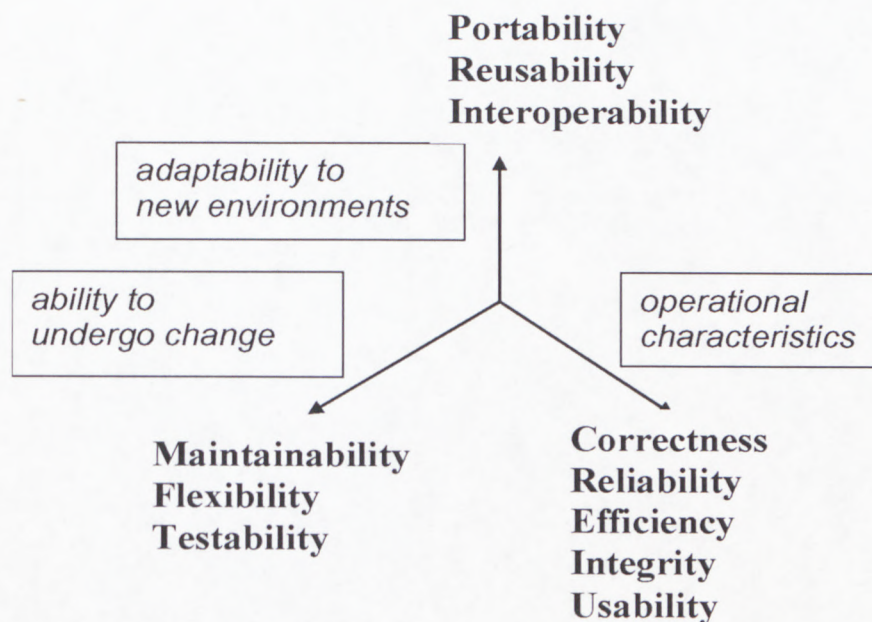 Portability
Reusability
Interoperability
adaptability to
new environments
ability to
undergo change
operational
characteristics
Maintainability
Flexibility
Testability
Correctness
Reliability
Efficiency
Integrity
Usability